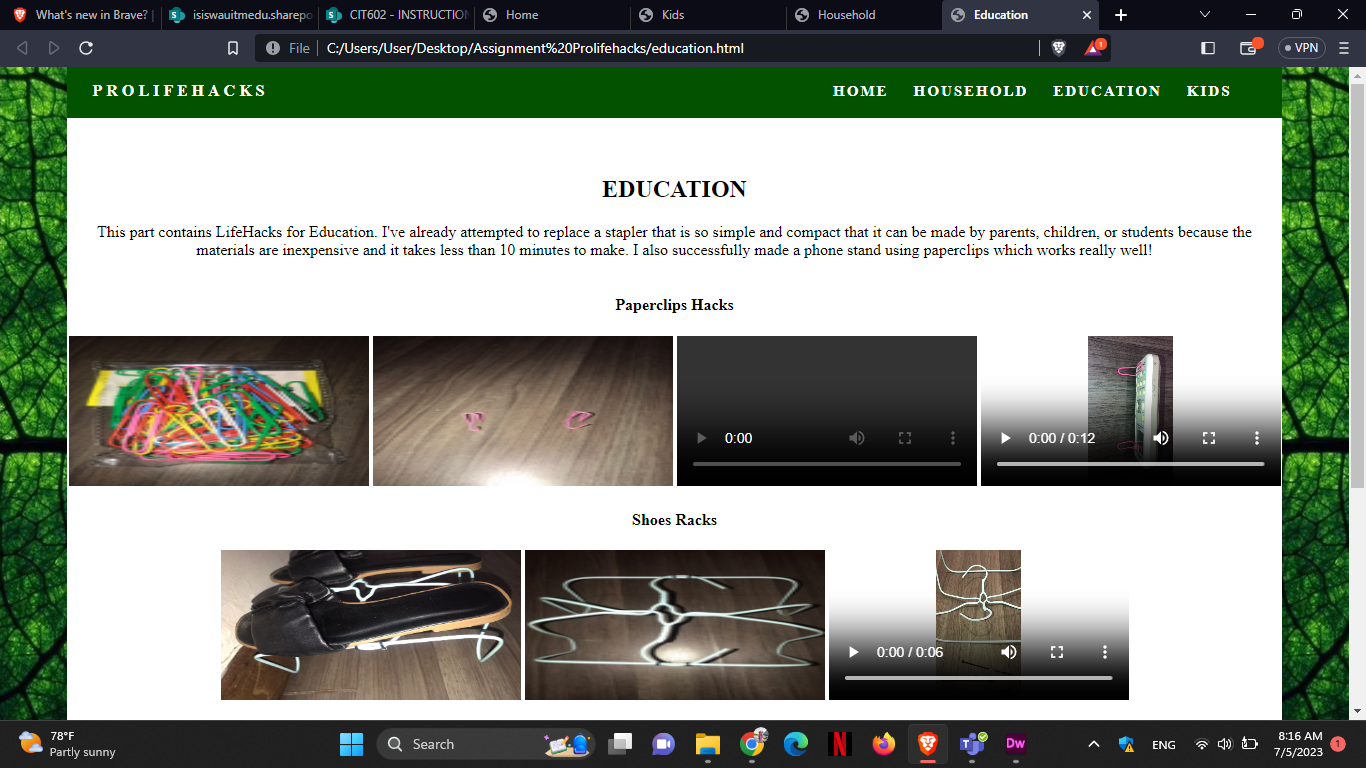 What's new in Brave? |
isiswauitmedu.sharepo
CIT602 - INSTRUCTION
Home
Kids
Household
Education
File
C:/Users/User/Desktop/Assignment%20Prolifehacks/education.html
1
VPN
PROLIFEHACKS
HOME HOUSEHOLD EDUCATION KIDS
EDUCATION
This part contains LifeHacks for Education. I've already attempted to replace a stapler that is so simple and compact that it can be made by parents, children, or students because the
materials are inexpensive and it takes less than 10 minutes to make. I also successfully made a phone stand using paperclips which works really well!
Paperclips Hacks
0:00
0:00 / 0:12
Shoes Racks
0:00 / 0:06
78°F
Partly sunny
Search
N
Dw
ENG
8:16 AM
7/5/2023
1